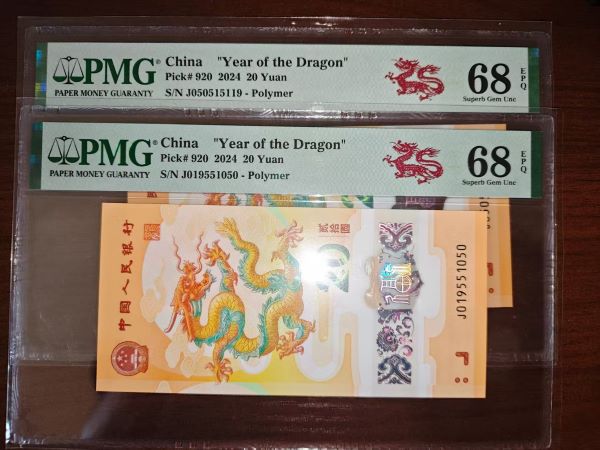 PMG®
PAPER MONEY GUARANTY
China "Year of the Dragon"
Pick# 920 2024 20 Yuan
S/N J050515119 - Polymer
68
EPQ
Superb Gem Unc
PMG®
PAPER MONEY GUARANTY
China "Year of the Dragon"
Pick# 920 2024 20 Yuan
S/N J019551050 - Polymer
68
EPQ
Superb Gem Unc
中国人民银行
贰拾圆
J019551050